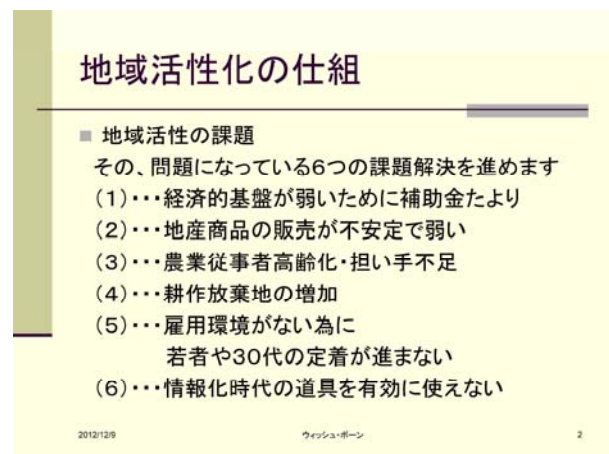 地域活性化の仕組
■ 地域活性の課題
その、問題になっている6つの課題解決を進めます
(1)・・・経済的基盤が弱いために補助金たより
(2)・・・地産商品の販売が不安定で弱い
(3)・・・農業従事者高齢化・担い手不足
(4)・・・耕作放棄地の増加
(5)・・・雇用環境がない為に
若者や30代の定着が進まない
(6)・・・情報化時代の道具を有効に使えない
2012/12/9 ウィッシュ・ボーン 2